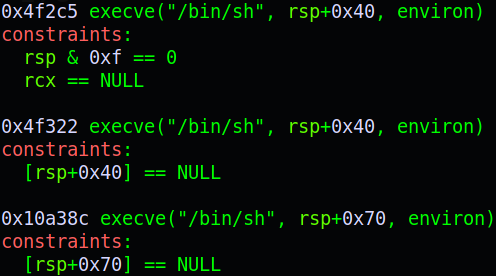 0x4f2c5 execve("/bin/sh", rsp+0x40, environ)
constraints:
  rsp & 0xf == 0
  rcx == NULL

0x4f322 execve("/bin/sh", rsp+0x40, environ)
constraints:
  [rsp+0x40] == NULL

0x10a38c execve("/bin/sh", rsp+0x70, environ)
constraints:
  [rsp+0x70] == NULL